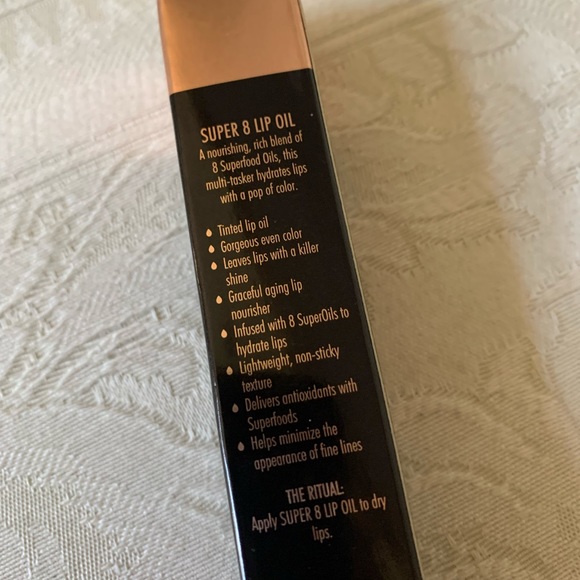 SUPER 8 LIP OIL
A nourishing, rich blend of
8 Superfood Oils, this
multi-tasker hydrates lips
with a pop of color.
Tinted lip oil
Gorgeous even color
Leaves lips with a killer
shine
Graceful aging lip
nourisher
Infused with 8 SuperOils to
hydrate lips
Lightweight, non-sticky
texture
Delivers antioxidants with
Superfoods
Helps minimize the
appearance of fine lines
THE RITUAL:
Apply SUPER 8 LIP OIL to dry
lips.